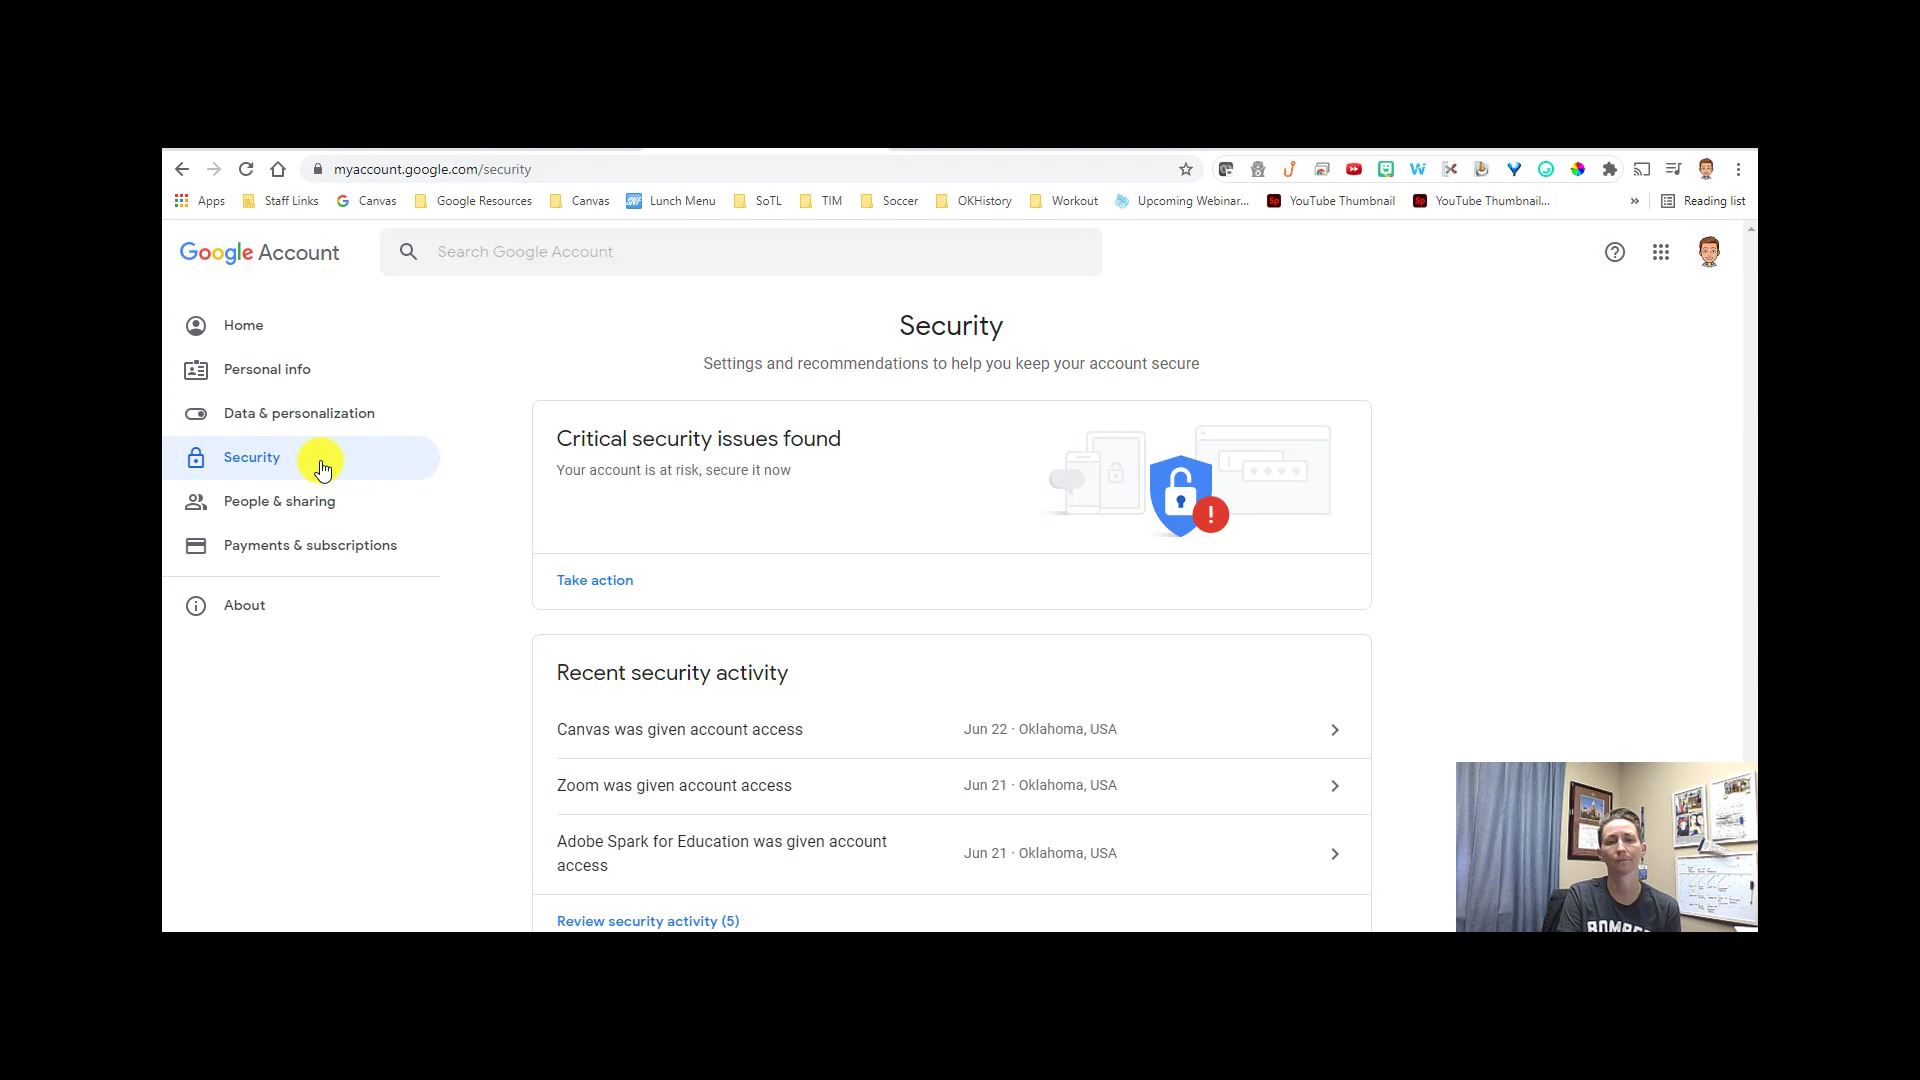 myaccount.google.com/security
Apps Staff Links Canvas Google Resources Canvas Lunch Menu SoTL TIM Soccer OKHistory Workout Upcoming Webinar... YouTube Thumbnail YouTube Thumbnail... » Reading list
Google Account
Search Google Account
Home
Personal info
Data & personalization
Security
People & sharing
Payments & subscriptions
About
Security
Settings and recommendations to help you keep your account secure
Critical security issues found
Your account is at risk, secure it now
Take action
Recent security activity
Canvas was given account access Jun 22 · Oklahoma, USA
Zoom was given account access Jun 21 · Oklahoma, USA
Adobe Spark for Education was given account
access Jun 21 · Oklahoma, USA
Review security activity (5)